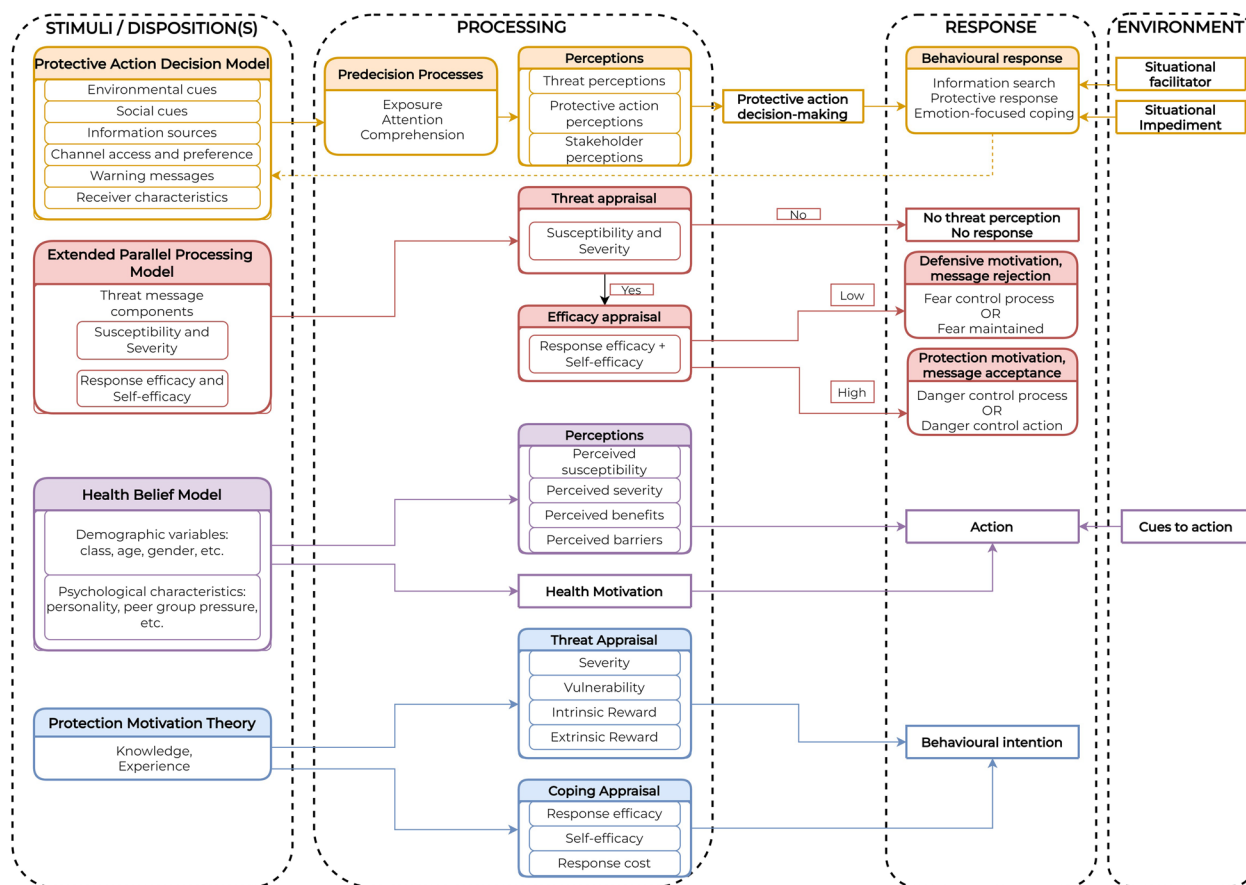 STIMULI / DISPOSITION(S)
PROCESSING
RESPONSE
ENVIRONMENT
Protective Action Decision Model
Environmental cues
Social cues
Information sources
Channel access and preference
Warning messages
Receiver characteristics
Predecision Processes
Exposure
Attention
Comprehension
Perceptions
Threat perceptions
Protective action
perceptions
Stakeholder
perceptions
Protective action
decision-making
Behavioural response
Information search
Protective response
Emotion-focused coping
Situational
facilitator
Situational
Impediment
Extended Parallel Processing
Model
Threat message
components
Susceptibility and
Severity
Response efficacy and
Self-efficacy
Threat appraisal
Susceptibility and
Severity
No
Yes
Efficacy appraisal
Response efficacy +
Self-efficacy
Low
High
No threat perception
No response
Defensive motivation,
message rejection
Fear control process
OR
Fear maintained
Protection motivation,
message acceptance
Danger control process
OR
Danger control action
Health Belief Model
Demographic variables:
class, age, gender, etc.
Psychological characteristics:
personality, peer group pressure,
etc.
Perceptions
Perceived
susceptibility
Perceived severity
Perceived benefits
Perceived barriers
Health Motivation
Action
Cues to action
Protection Motivation Theory
Knowledge,
Experience
Threat Appraisal
Severity
Vulnerability
Intrinsic Reward
Extrinsic Reward
Coping Appraisal
Response efficacy
Self-efficacy
Response cost
Behavioural intention